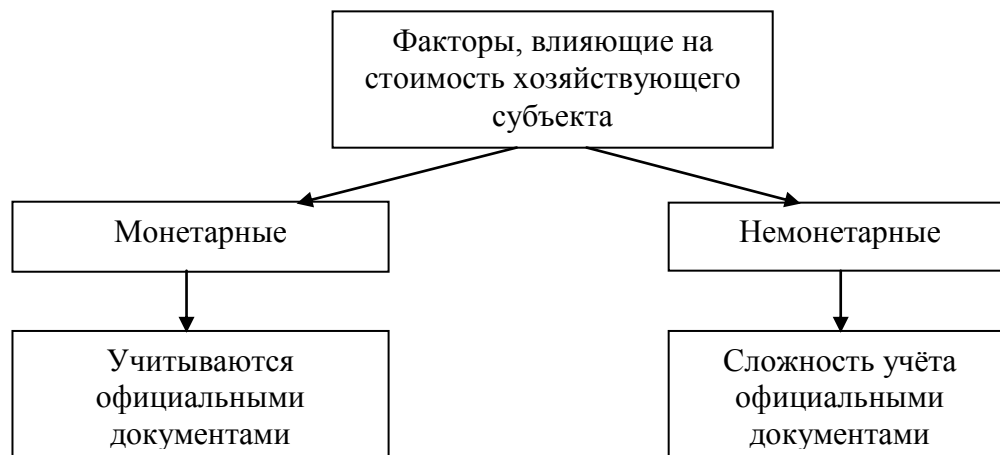 Факторы, влияющие на
стоимость хозяйствующего
субъекта
Монетарные
Немонетарные
Учитываются
официальными
документами
Сложность учёта
официальными
документами